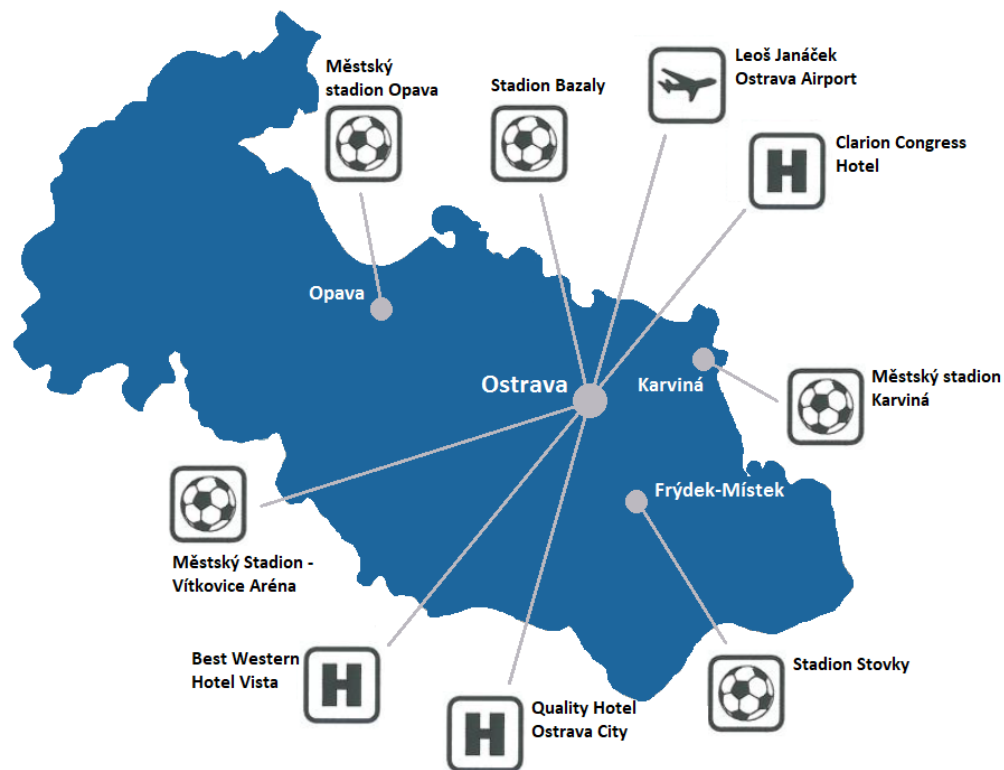 Městský
stadion Opava
Stadion Bazaly
Leoš Janáček
Ostrava Airport
Clarion Congress
Hotel
H
Opava
Ostrava
Karviná
Městský stadion
Karviná
Frýdek-Místek
Městský Stadion -
Vítkovice Aréna
Best Western
Hotel Vista
H
Quality Hotel
Ostrava City
H
Stadion Stovky